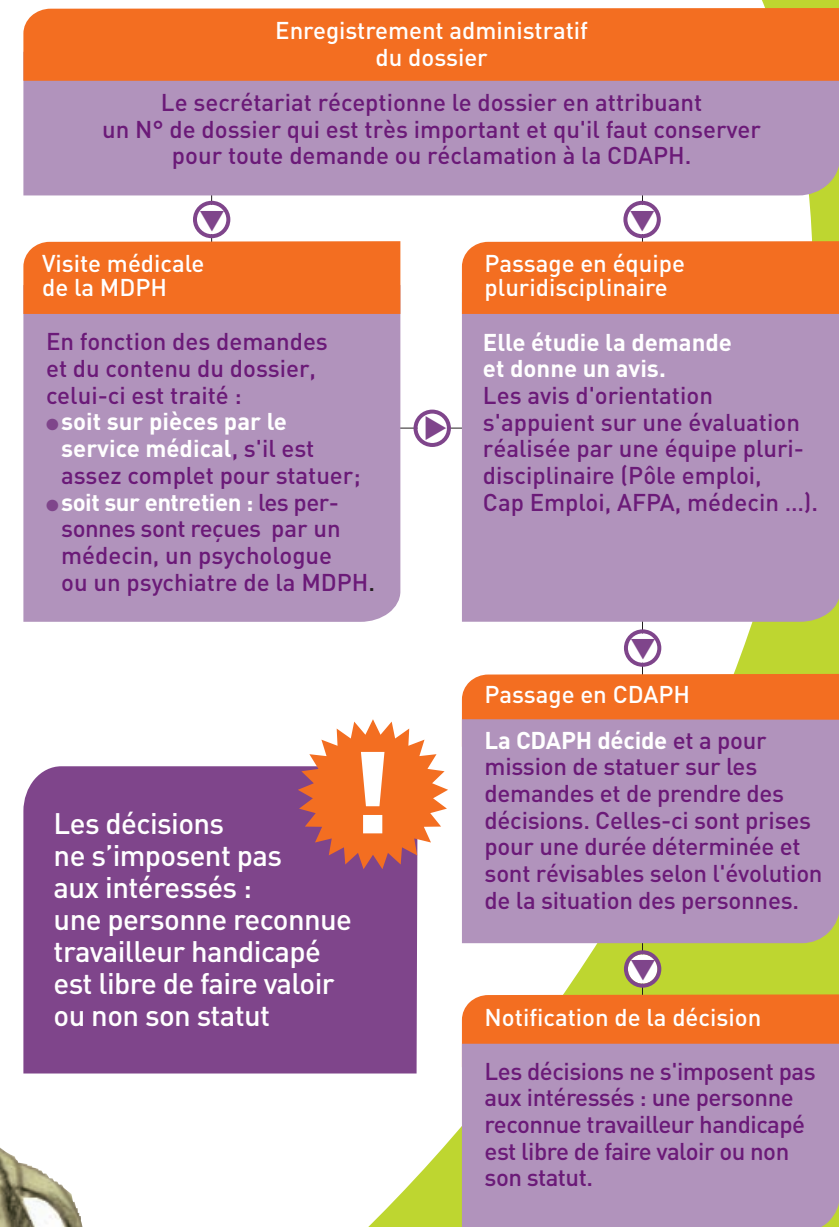 Enregistrement administratif
du dossier
Le secrétariat réceptionne le dossier en attribuant
un N° de dossier qui est très important et qu'il faut conserver
pour toute demande ou réclamation à la CDAPH.
Visite médicale
de la MDPH
En fonction des demandes
et du contenu du dossier,
celui-ci est traité :
● soit sur pièces par le
service médical, s'il est
assez complet pour statuer;
● soit sur entretien : les per-
sonnes sont reçues par un
médecin, un psychologue
ou un psychiatre de la MDPH.
Passage en équipe
pluridisciplinaire
Elle étudie la demande
et donne un avis.
Les avis d'orientation
s'appuient sur une évaluation
réalisée par une équipe pluri-
disciplinaire (Pôle emploi,
Cap Emploi, AFPA, médecin ...).
Passage en CDAPH
La CDAPH décide et a pour
mission de statuer sur les
demandes et de prendre des
décisions. Celles-ci sont prises
pour une durée déterminée et
sont révisables selon l'évolution
de la situation des personnes.
!
Les décisions
ne s’imposent pas
aux intéressés :
une personne reconnue
travailleur handicapé
est libre de faire valoir
ou non son statut
Notification de la décision
Les décisions ne s'imposent pas
aux intéressés : une personne
reconnue travailleur handicapé
est libre de faire valoir ou non
son statut.